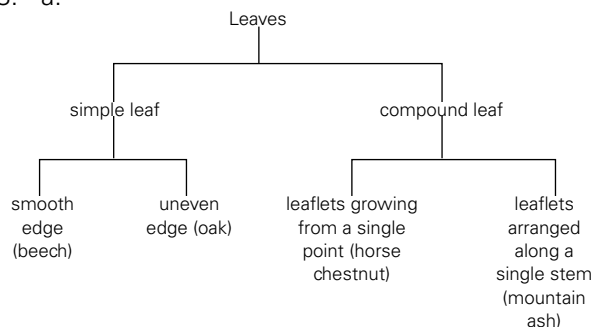 a.
Leaves
simple leaf
compound leaf
smooth
edge
(beech)
uneven
edge (oak)
leaflets growing
from a single
point (horse
chestnut)
leaflets
arranged
along a
single stem
(mountain
ash)